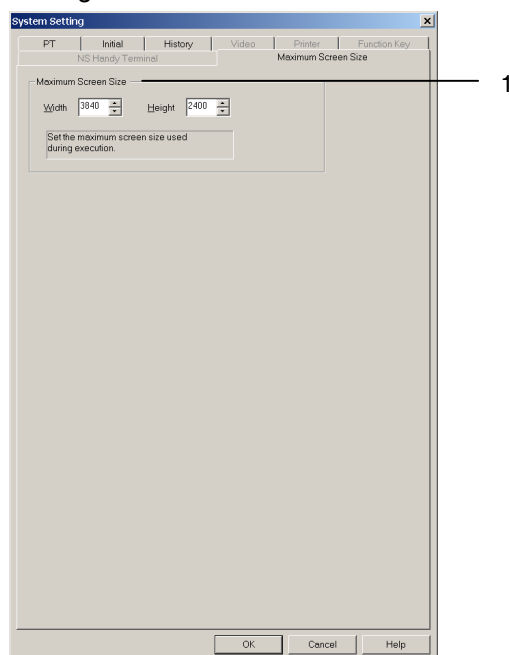 System Setting
PT Initial History Video Printer Function Key
NS Handy Terminal Maximum Screen Size
Maximum Screen Size
1
Width 3840 Height 2400
Set the maximum screen size used
during execution.
OK Cancel Help